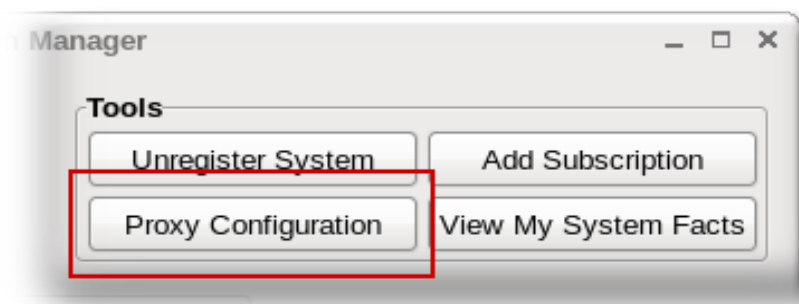 Manager
Tools
Unregister System
Add Subscription
Proxy Configuration
View My System Facts